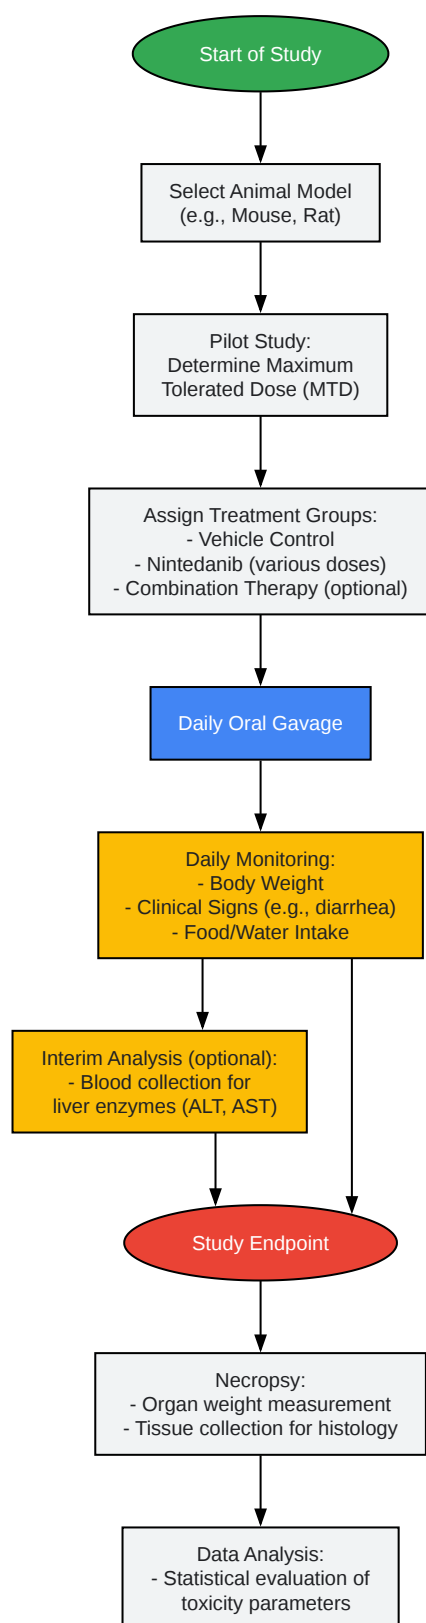 Start of Study
Select Animal Model
(e.g., Mouse, Rat)
Pilot Study:
Determine Maximum
Tolerated Dose (MTD)
Assign Treatment Groups:
- Vehicle Control
- Nintedanib (various doses)
- Combination Therapy (optional)
Daily Oral Gavage
Daily Monitoring:
- Body Weight
- Clinical Signs (e.g., diarrhea)
- Food/Water Intake
Interim Analysis (optional):
- Blood collection for
liver enzymes (ALT, AST)
Study Endpoint
Necropsy:
- Organ weight measurement
- Tissue collection for histology
Data Analysis:
- Statistical evaluation of
toxicity parameters